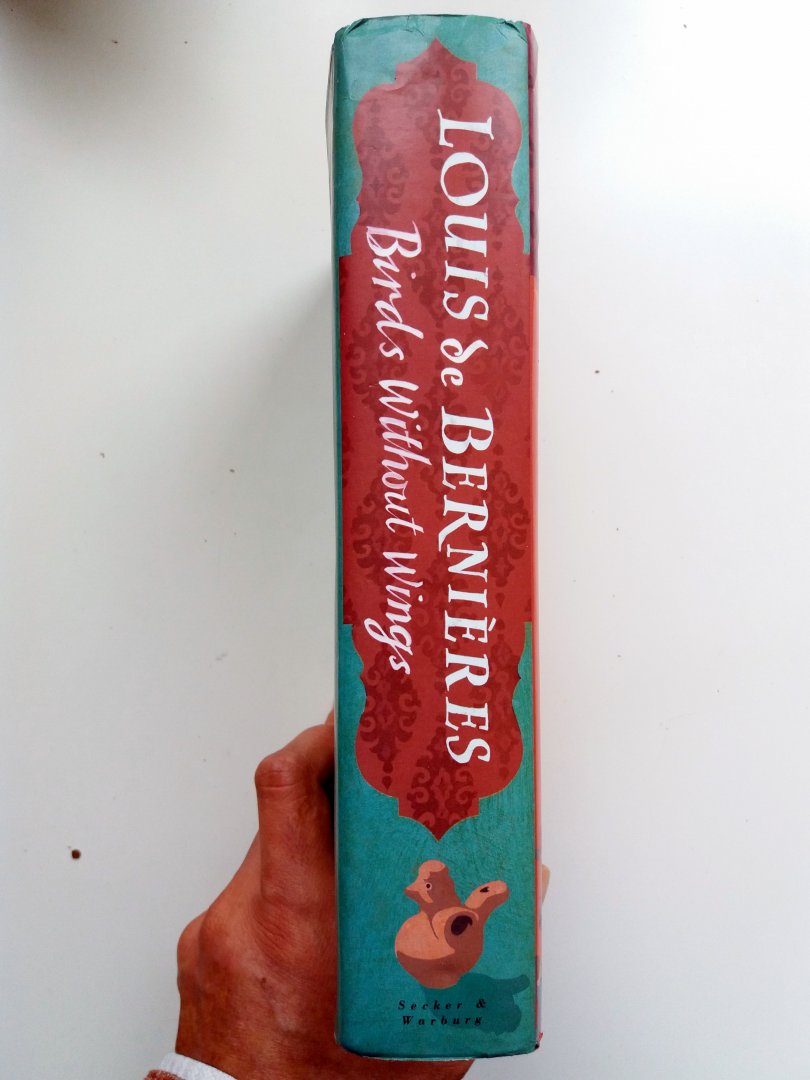 LOUIS de BERNIÈRES
Birds Without Wings
Secker &
Warburg